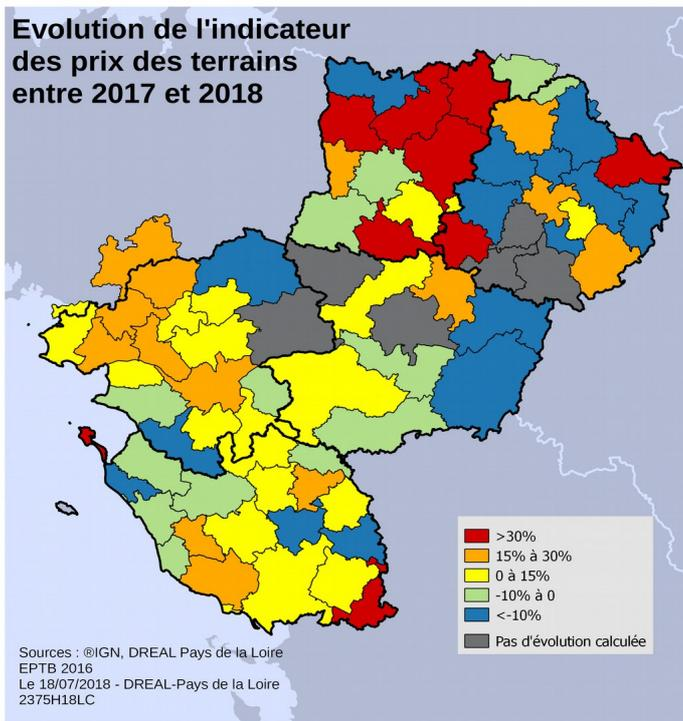 Evolution de l'indicateur
des prix des terrains
entre 2017 et 2018
>30%
15% à 30%
0 à 15%
-10% à 0
<-10%
Pas d'évolution calculée
Sources : ®IGN, DREAL Pays de la Loire
EPTB 2016
Le 18/07/2018 - DREAL-Pays de la Loire
2375H18LC